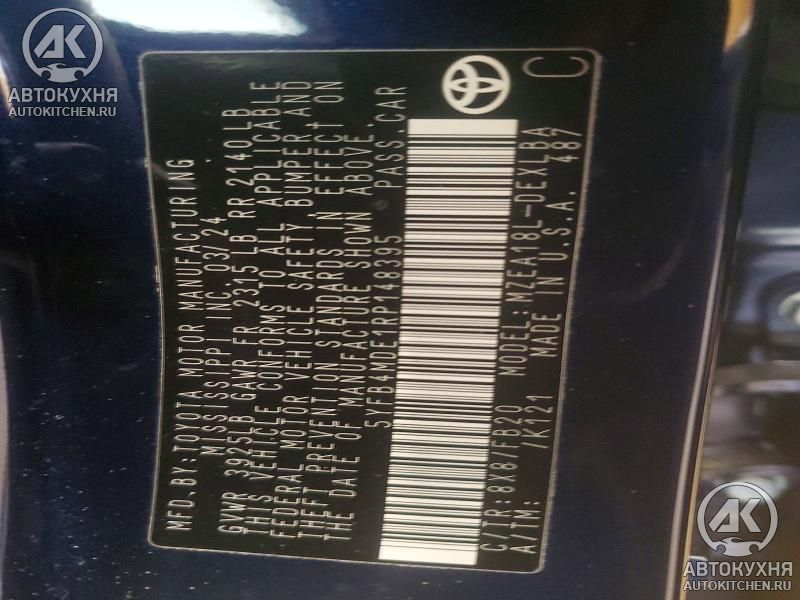 АК
АВТОКУХНЯ
AUTOKITCHEN.RU
MFD.BY:TOYOTA MOTOR MANUFACTURING
MISSISSIPPI INC. 03/24
GVWR 3925LB GAWR FR 2315LB RR 2140LB
THIS VEHICLE CONFORMS TO ALL APPLICABLE
FEDERAL MOTOR VEHICLE SAFETY, BUMPER, AND
THEFT PREVENTION STANDARDS IN EFFECT ON
THE DATE OF MANUFACTURE SHOWN ABOVE.
5YFB4MDE1RP148395 PASS.CAR
C/TR:8X8/FB20 MODEL:MZEA18L-DEXLBA
A/TM: /K121 MADE IN U.S.A. 487
C
АК
АВТОКУХНЯ
AUTOKITCHEN.RU